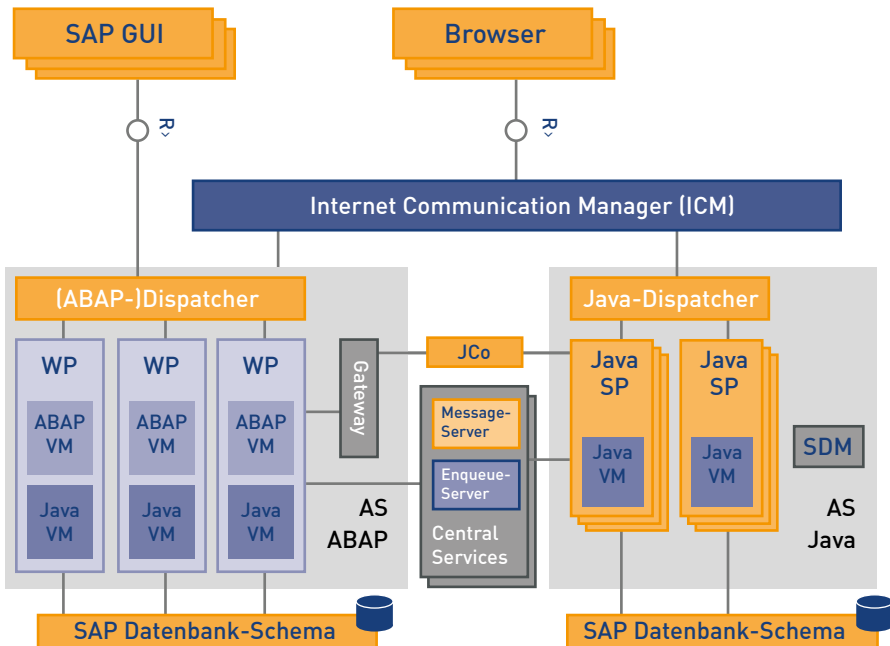 SAP GUI
Browser
R>
R>
Internet Communication Manager (ICM)
(ABAP-)Dispatcher
Java-Dispatcher
WP
WP
WP
Gateway
JCo
Java
SP
Java
SP
ABAP
VM
ABAP
VM
ABAP
VM
Message-
Server
Enqueue-
Server
Java
VM
Java
VM
SDM
Java
VM
Java
VM
Java
VM
AS
ABAP
Central
Services
AS
Java
SAP Datenbank-Schema
SAP Datenbank-Schema